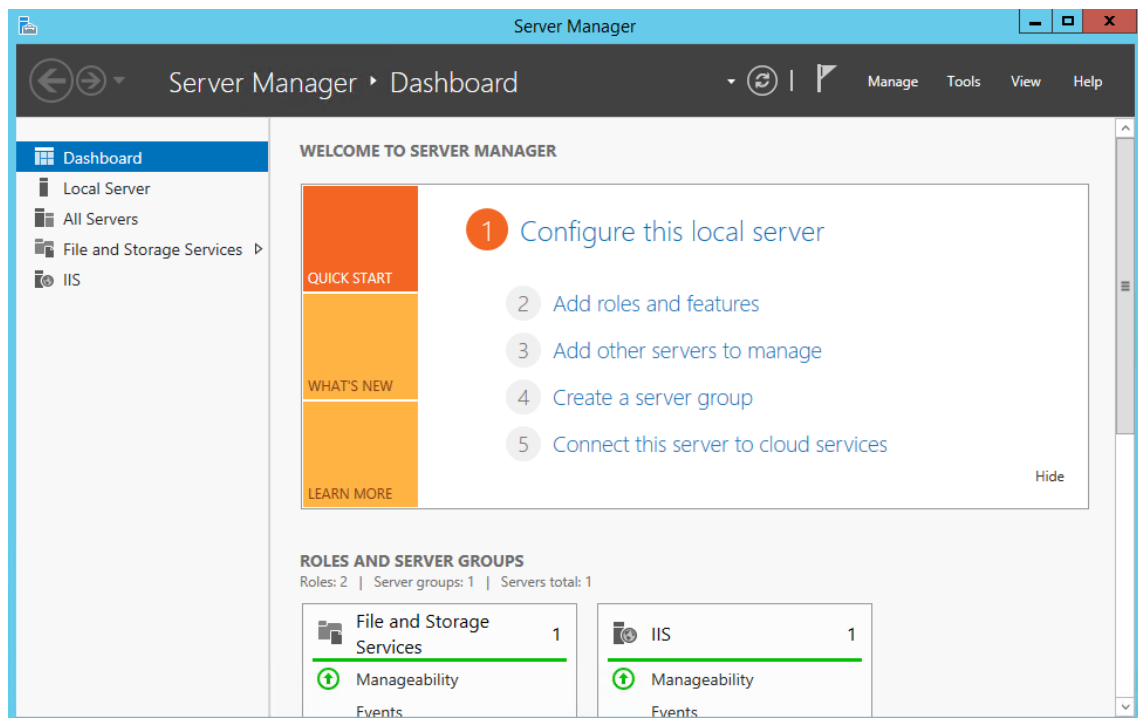 Server Manager
Server Manager • Dashboard
Manage Tools View Help
Dashboard
Local Server
All Servers
File and Storage Services
IIS
WELCOME TO SERVER MANAGER
QUICK START
WHAT'S NEW
LEARN MORE
1 Configure this local server
2 Add roles and features
3 Add other servers to manage
4 Create a server group
5 Connect this server to cloud services
Hide
ROLES AND SERVER GROUPS
Roles: 2 | Server groups: 1 | Servers total: 1
File and Storage
Services 1
Manageability
Events
IIS 1
Manageability
Events